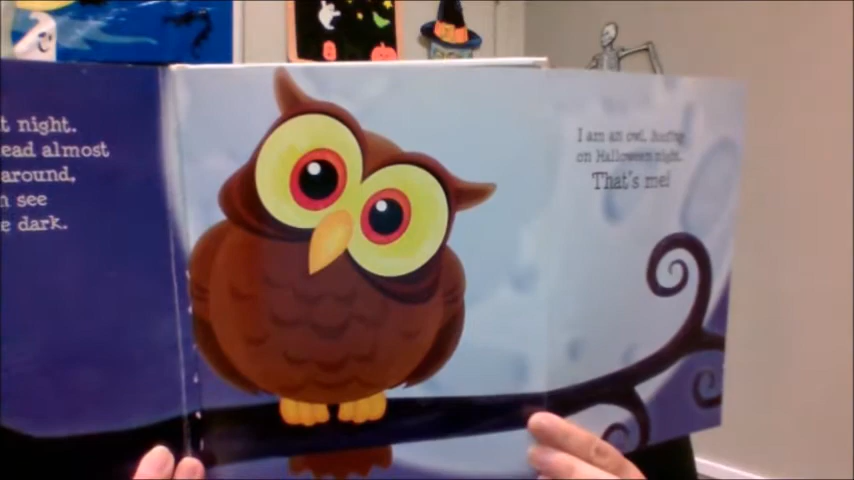 t night.
ead almost
around,
n see
e dark.
I am an owl. Hooting
on Halloween night.
That's me!